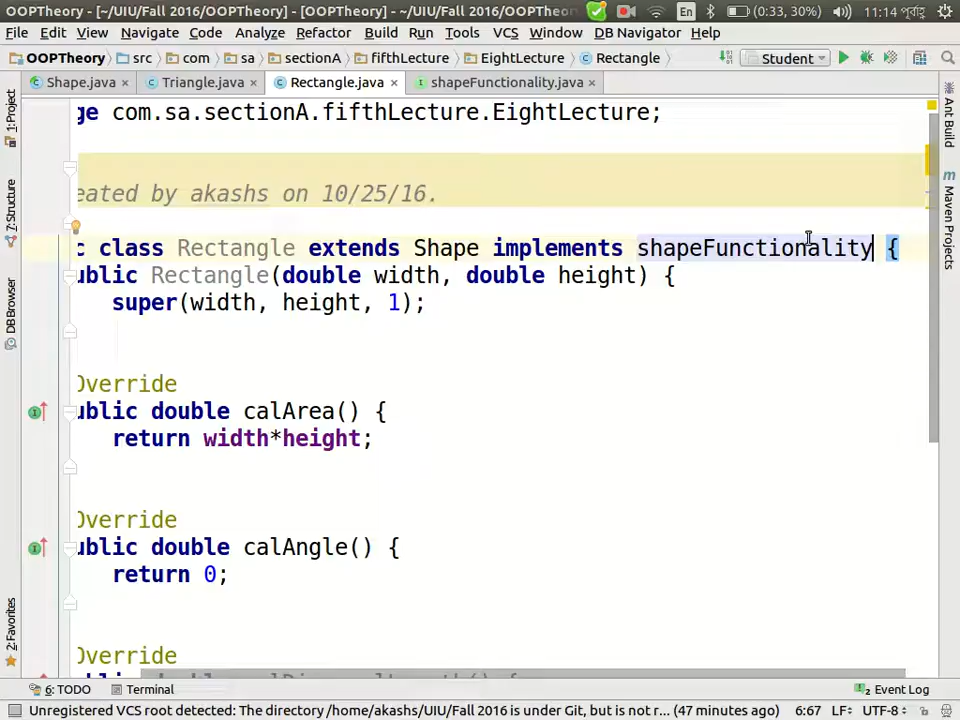 OOPTheory - [~/UIU/Fall 2016/OOPTheory] - [OOPTheory] - ~/UIU/Fall 2016/OOPTheory/... En (0:33, 30%) 11:14 পূর্বাহ্ণ
File Edit View Navigate Code Analyze Refactor Build Run Tools VCS Window DB Navigator Help
OOPTheory src com sa sectionA fifthLecture EightLecture Rectangle Student
Shape.java Triangle.java Rectangle.java shapeFunctionality.java
1: Project
7: Structure
DB Browser
2: Favorites
Ant Build
Maven Projects
ge com.sa.sectionA.fifthLecture.EightLecture;
eated by akashs on 10/25/16.
c class Rectangle extends Shape implements shapeFunctionality {
ublic Rectangle(double width, double height) {
super(width, height, 1);
Override
ublic double calArea() {
return width*height;
Override
ublic double calAngle() {
return 0;
Override
6: TODO Terminal Event Log
Unregistered VCS root detected: The directory /home/akashs/UIU/Fall 2016 is under Git, but is not r... (47 minutes ago) 6:67 LF UTF-8